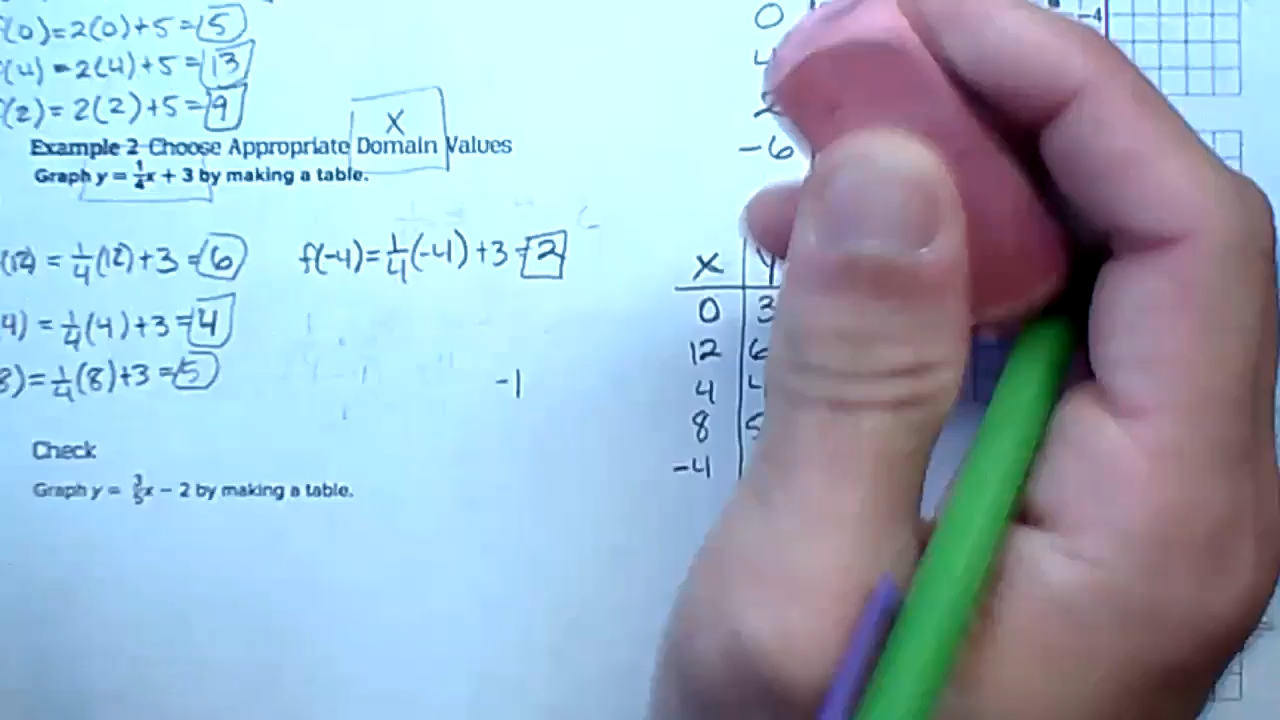 (0)=2(0)+5=5
(4)=2(4)+5=13
(2)=2(2)+5=9
X
Example 2 Choose Appropriate Domain Values
Graph y = 1/4x + 3 by making a table.
(12) = 1/4(12)+3=6
f(-4)=1/4(-4)+3=2
4) = 1/4(4)+3=4
8)=1/4(8)+3=5
-1
Check
Graph y = 3/5x − 2 by making a table.
0
4
2
-6
-4
X Y
0 3
12 6
4 4
8 5
-4